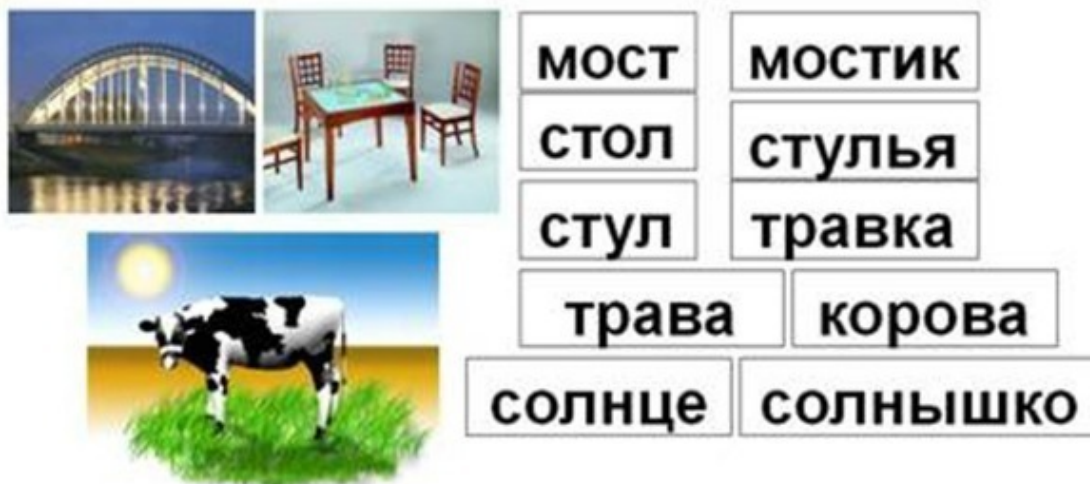 мост мостик
стол стулья
стул травка
трава корова
солнце солнышко